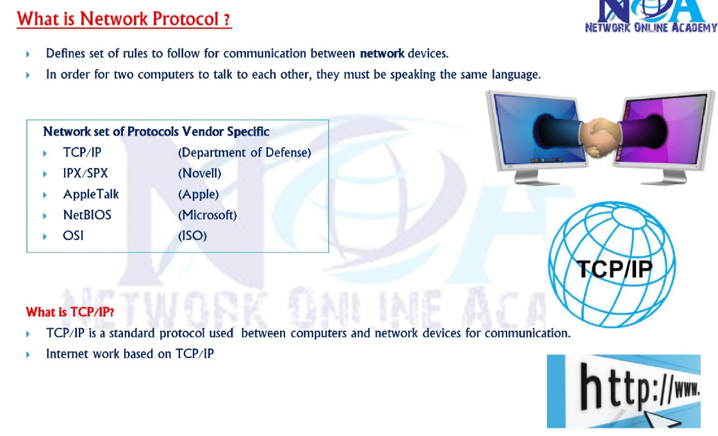 What is Network Protocol ?
NETWORK ONLINE ACADEMY
Defines set of rules to follow for communication between network devices.
In order for two computers to talk to each other, they must be speaking the same language.
Network set of Protocols Vendor Specific
TCP/IP (Department of Defense)
IPX/SPX (Novell)
AppleTalk (Apple)
NetBIOS (Microsoft)
OSI (ISO)
TCP/IP
NETWORK ONLINE ACA
What is TCP/IP?
TCP/IP is a standard protocol used between computers and network devices for communication.
Internet work based on TCP/IP
http://www.